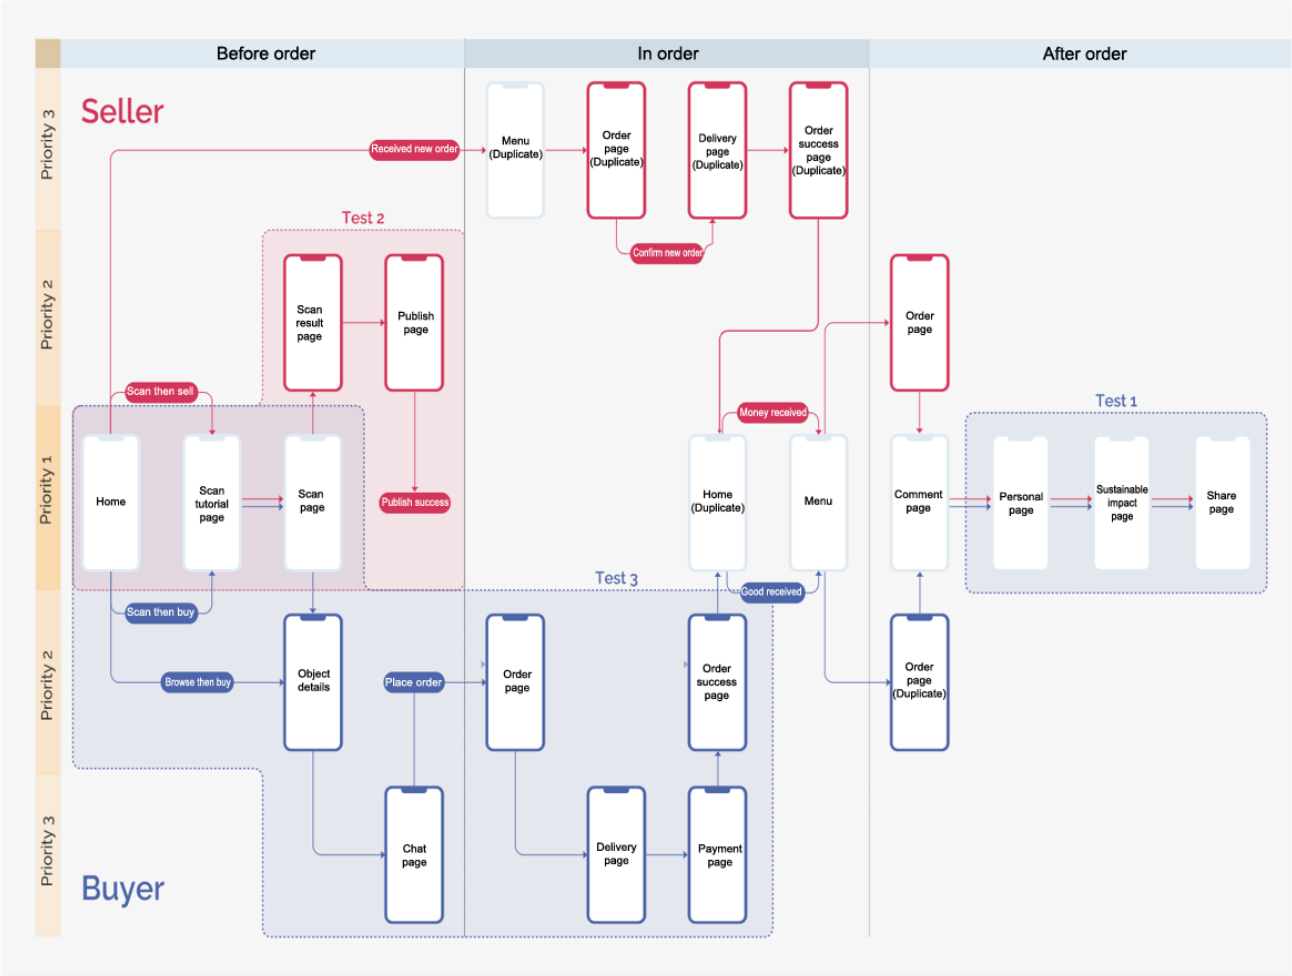 Before order
In order
After order
Priority 3
Seller
Received new order
Menu
(Duplicate)
Order
page
(Duplicate)
Delivery
page
(Duplicate)
Order
success
page
(Duplicate)
Confirm new order
Priority 2
Test 2
Scan
result
page
Publish
page
Order
page
Scan then sell
Money received
Test 1
Priority 1
Home
Scan
tutorial
page
Scan
page
Publish success
Home
(Duplicate)
Menu
Comment
page
Personal
page
Sustainable
impact
page
Share
page
Test 3
Good received
Scan then buy
Priority 2
Browse then buy
Object
details
Place order
Order
page
Order
success
page
Order
page
(Duplicate)
Priority 3
Buyer
Chat
page
Delivery
page
Payment
page